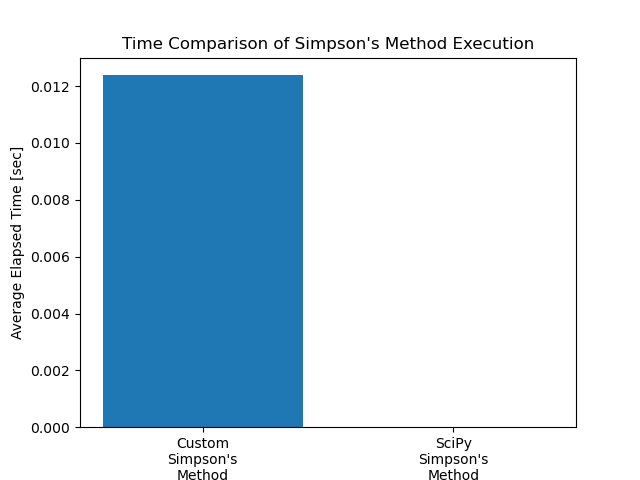 Time Comparison of Simpson's Method Execution
Average Elapsed Time [sec]
0.012
0.010
0.008
0.006
0.004
0.002
0.000
Custom
Simpson's
Method
SciPy
Simpson's
Method